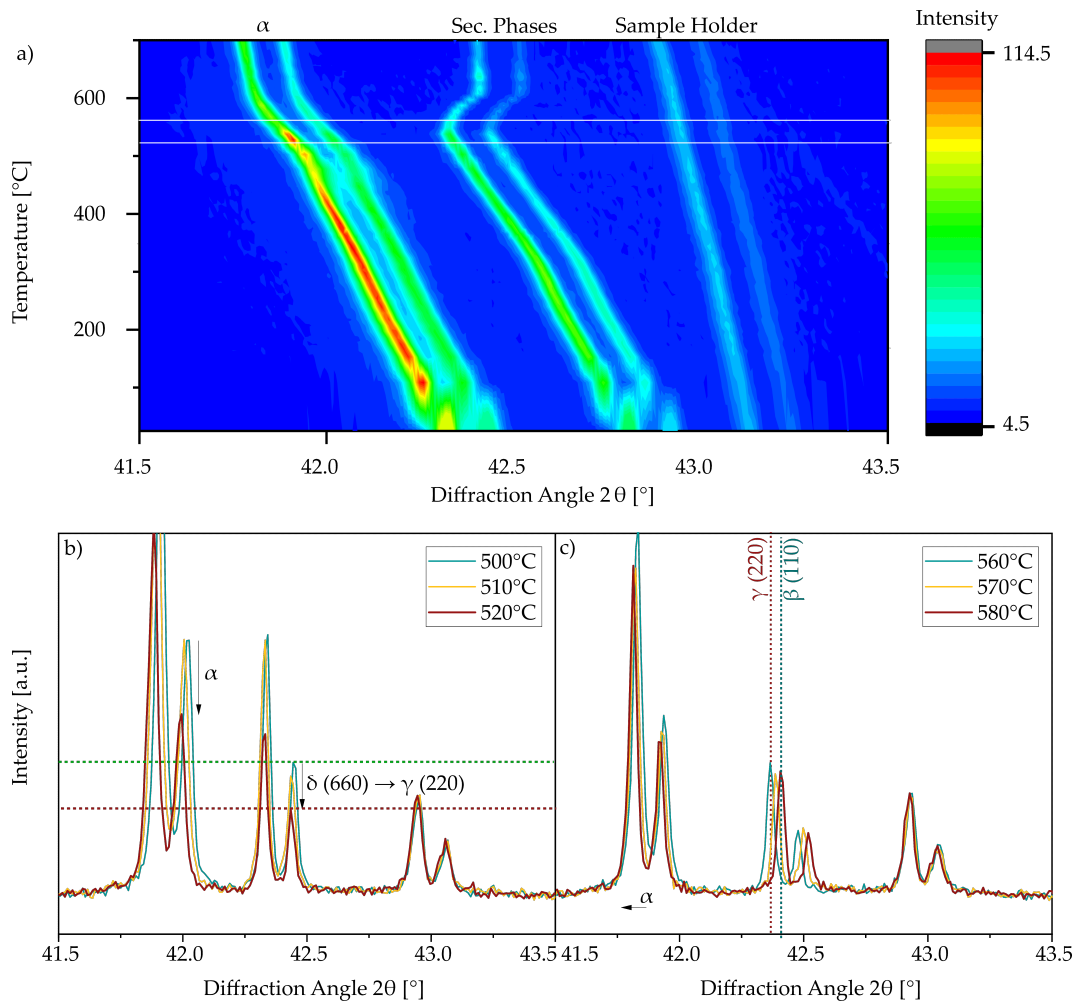 α Sec. Phases Sample Holder Intensity
a)
114.5
600
400
200
Temperature [°C]
4.5
41.5 42.0 42.5 43.0 43.5
Diffraction Angle 2θ [°]
b)
500°C
510°C
520°C
α
δ (660) → γ (220)
Intensity [a.u.]
41.5 42.0 42.5 43.0 43.5
Diffraction Angle 2θ [°]
c)
γ (220)
β (110)
560°C
570°C
580°C
α
41.5 42.0 42.5 43.0 43.5
Diffraction Angle 2θ [°]